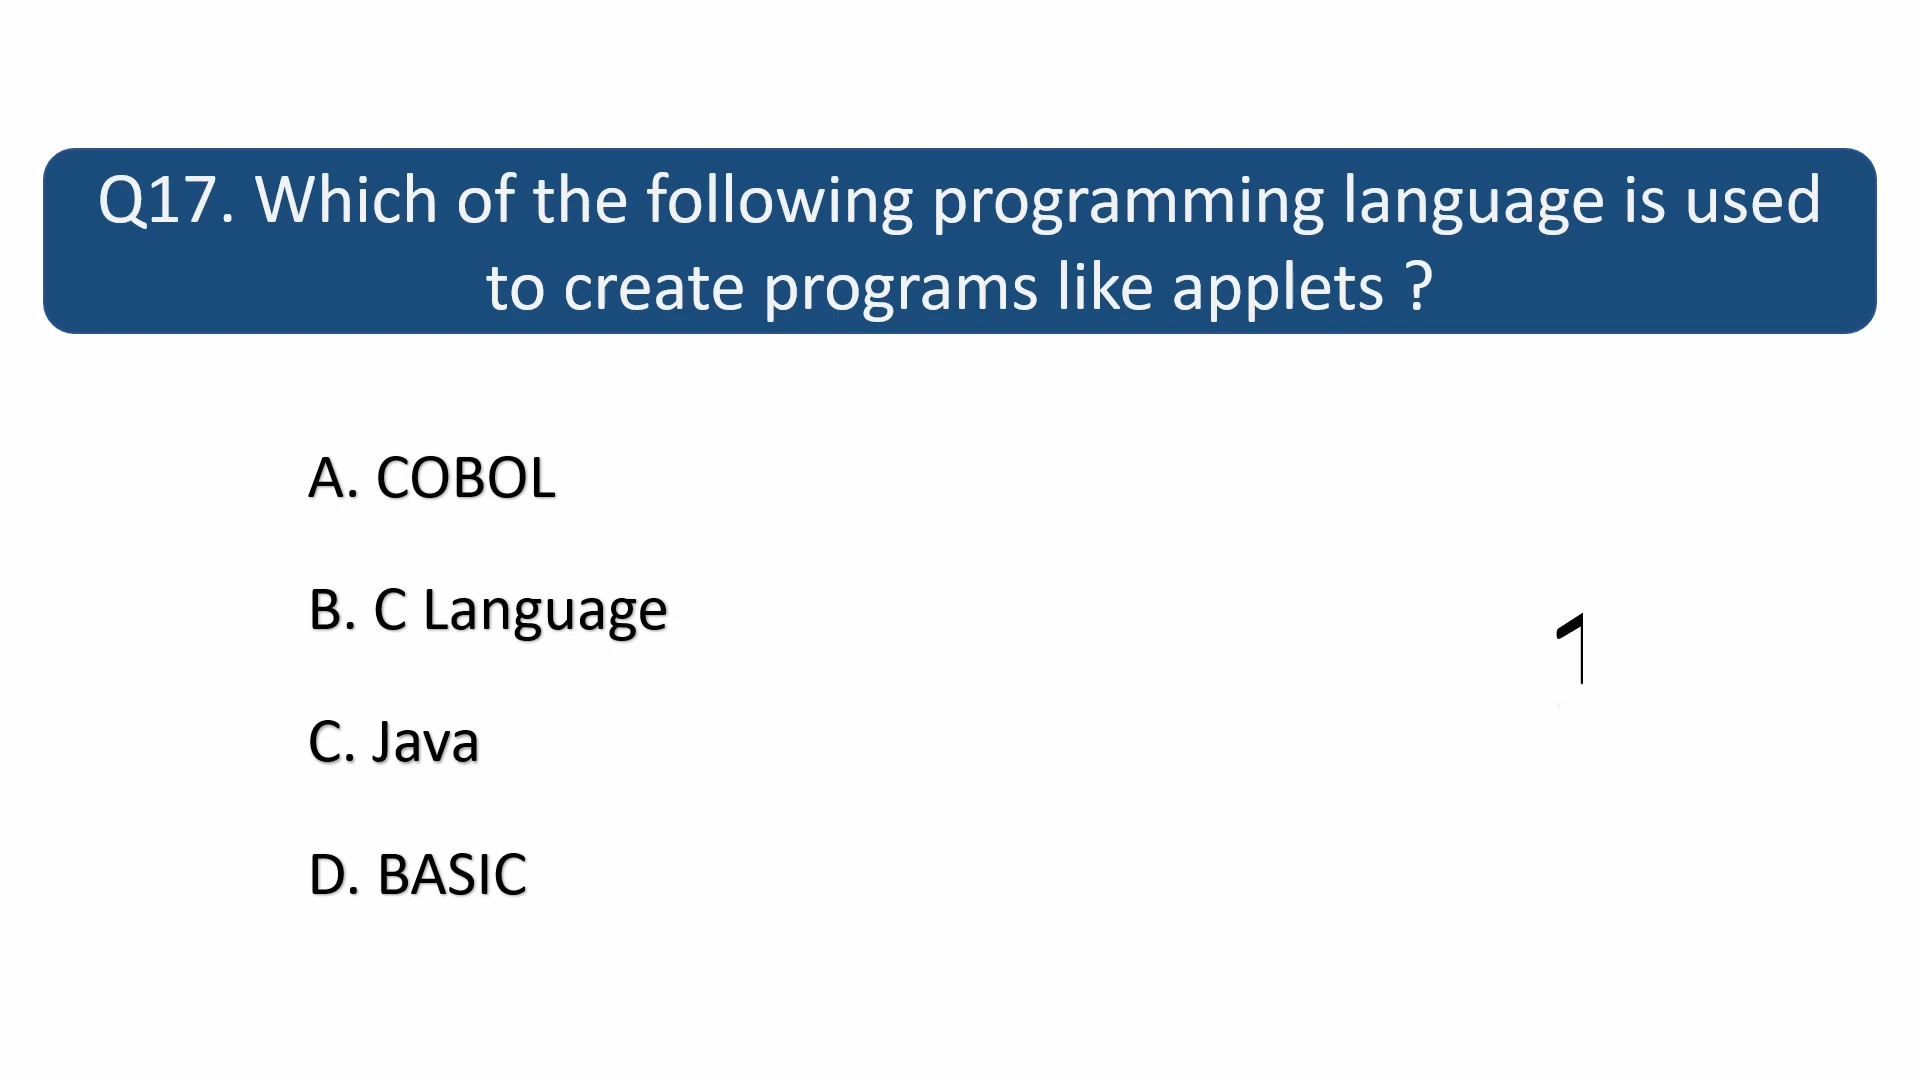 Q17. Which of the following programming language is used
to create programs like applets ?
A. COBOL
B. C Language
C. Java
D. BASIC
1